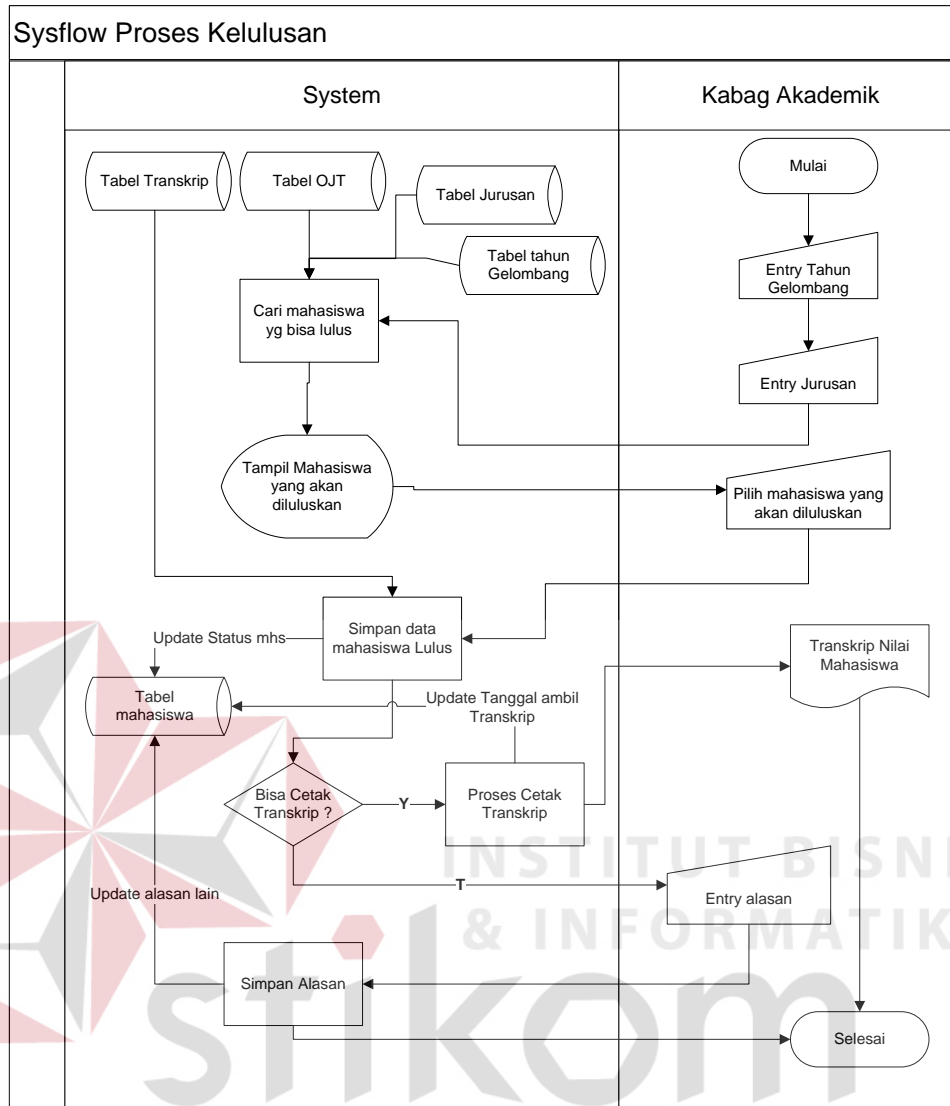 Sysflow Proses Kelulusan
System
Kabag Akademik
Tabel Transkrip
Tabel OJT
Tabel Jurusan
Mulai
Tabel tahun
Gelombang
Entry Tahun
Gelombang
Cari mahasiswa
yg bisa lulus
Entry Jurusan
Tampil Mahasiswa
yang akan
diluluskan
Pilih mahasiswa yang
akan diluluskan
Simpan data
mahasiswa Lulus
Update Status mhs
Transkrip Nilai
Mahasiswa
Tabel
mahasiswa
Update Tanggal ambil
Transkrip
Bisa Cetak
Transkrip ?
Y
Proses Cetak
Transkrip
T
Entry alasan
Update alasan lain
Simpan Alasan
Selesai
INSTITUT BISNI
& INFORMATIK
stikom